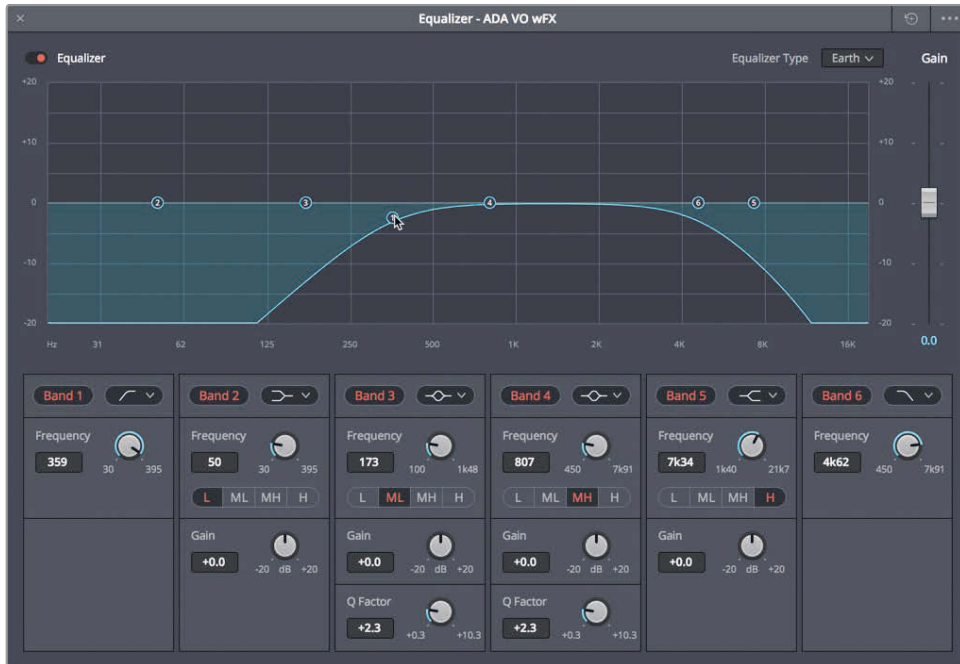 Equalizer - ADA VO wFX
Equalizer
Equalizer Type Earth
Gain
+20 +20
+10 +10
0 2 3 1 4 6 5 0
-10 -10
-20 -20
Hz 31 62 125 250 500 1K 2K 4K 8K 16K
0.0
Band 1 Band 2 Band 3 Band 4 Band 5 Band 6
Frequency Frequency Frequency Frequency Frequency Frequency
359 50 173 807 7k34 4k62
30 395 30 395 100 1k48 450 7k91 1k40 21k7 450 7k91
L ML MH H L ML MH H L ML MH H L ML MH H
Gain Gain Gain Gain
+0.0 +0.0 +0.0 +0.0
-20 dB +20 -20 dB +20 -20 dB +20 -20 dB +20
Q Factor Q Factor
+2.3 +2.3
+0.3 +10.3 +0.3 +10.3